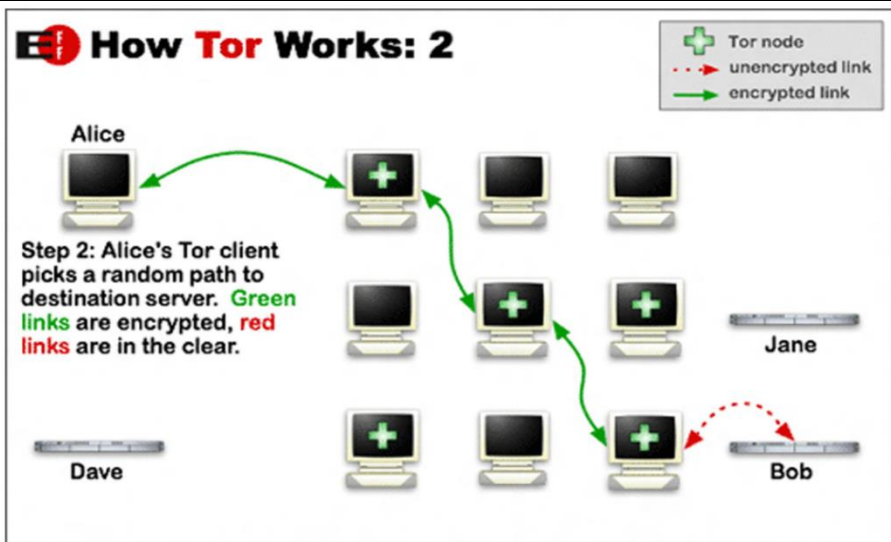 EFF How Tor Works: 2
Tor node
unencrypted link
encrypted link
Alice
Step 2: Alice's Tor client
picks a random path to
destination server. Green
links are encrypted, red
links are in the clear.
Jane
Dave
Bob